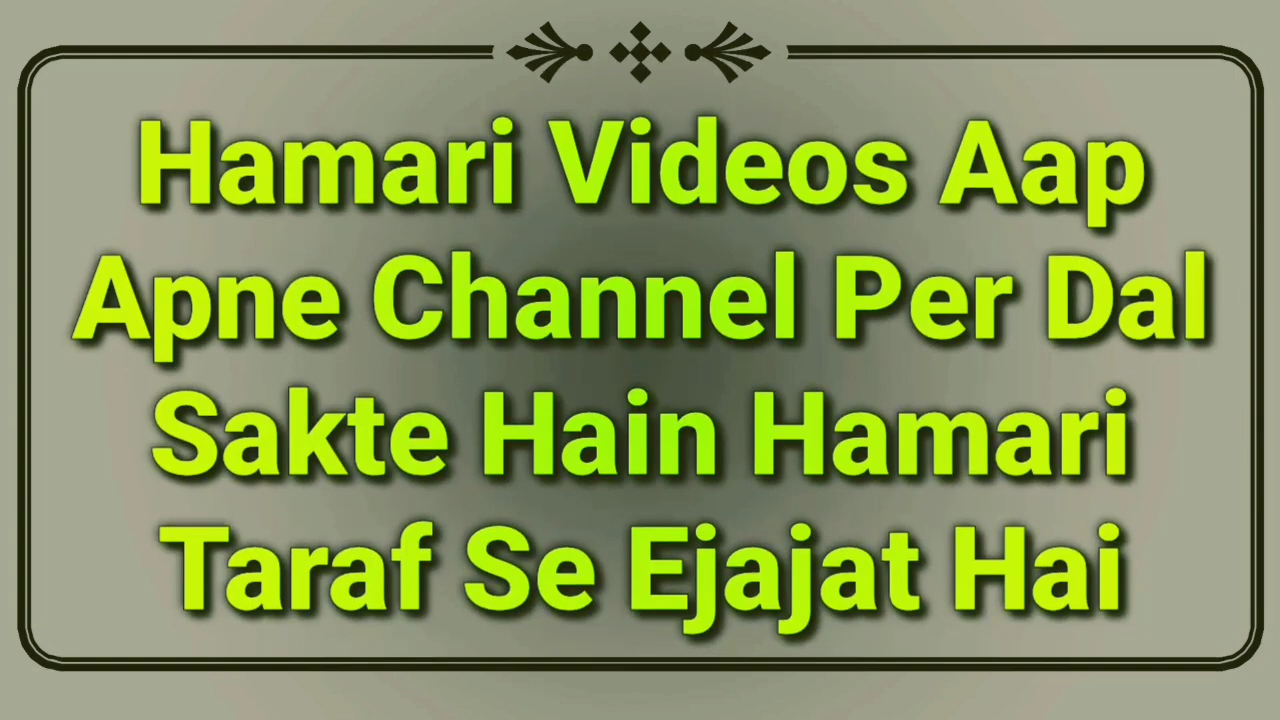 Hamari Videos Aap
Apne Channel Per Dal
Sakte Hain Hamari
Taraf Se Ejajat Hai